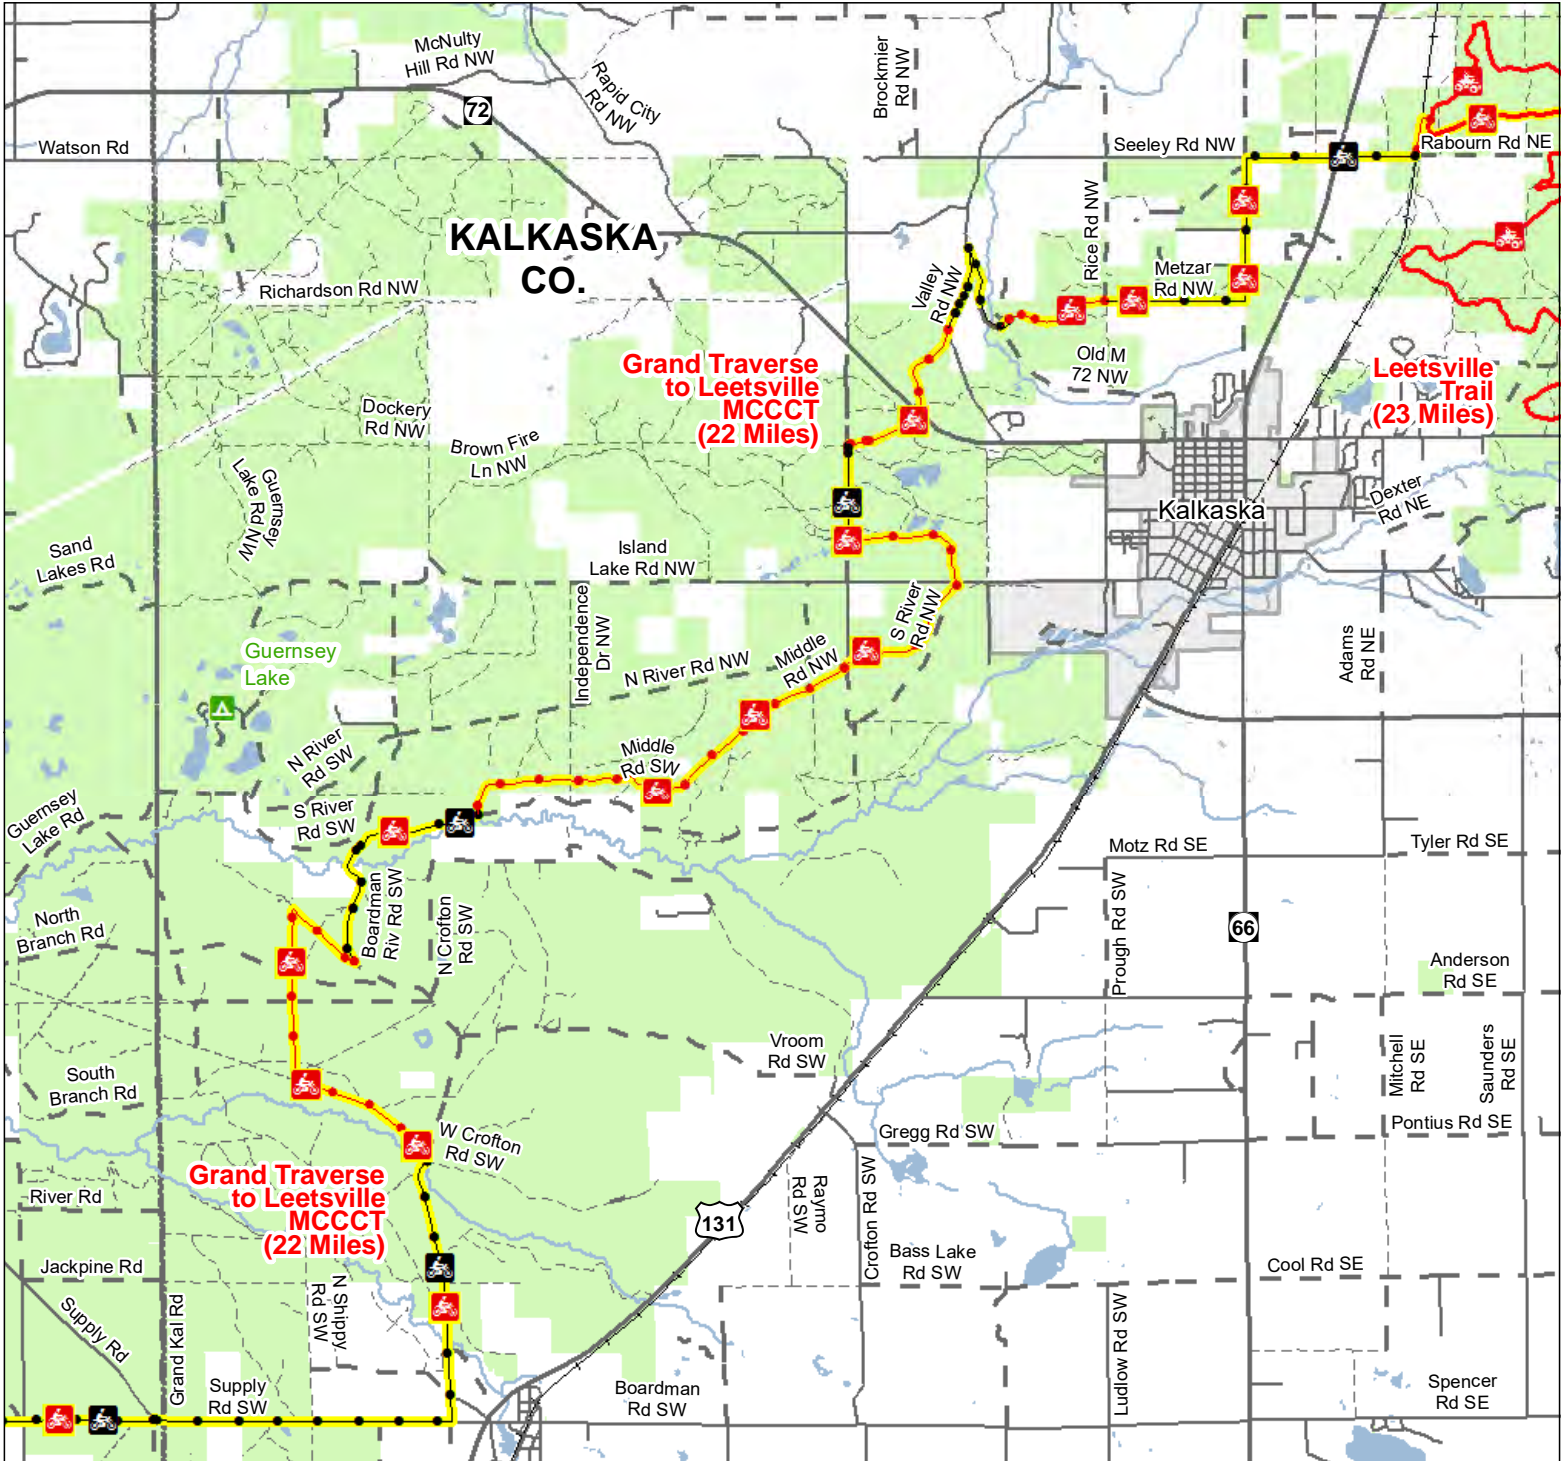 McNulty
Hill Rd NW
Rapid City
Rd NW
Brockmier
Rd NW
72
Watson Rd
Seeley Rd NW
Rabourn Rd NE
KALKASKA
CO.
Rice Rd NW
Metzar
Rd NW
Valley
Rd NW
Richardson Rd NW
Old M
72 NW
Grand Traverse
to Leetsville
MCCCT
(22 Miles)
Leetsville
Trail
(23 Miles)
Dockery
Rd NW
Brown Fire
Ln NW
Guernsey
Lake Rd NW
Kalkaska
Dexter
Rd NE
Sand
Lakes Rd
Island
Lake Rd NW
Independence
Dr NW
S River
Rd NW
Middle
Rd NW
N River Rd NW
Adams
Rd NE
Guernsey
Lake
N River
Rd SW
Middle
Rd SW
S River
Rd SW
Guernsey
Lake Rd
Motz Rd SE
Tyler Rd SE
Boardman
Riv Rd SW
N Crofton
Rd SW
North
Branch Rd
Prough Rd SW
66
Anderson
Rd SE
Vroom
Rd SW
Mitchell
Rd SE
Saunders
Rd SE
South
Branch Rd
Pontius Rd SE
Gregg Rd SW
W Crofton
Rd SW
Grand Traverse
to Leetsville
MCCCT
(22 Miles)
River Rd
Raymo
Rd SW
Crofton Rd SW
131
Bass Lake
Rd SW
Cool Rd SE
Jackpine Rd
Supply Rd
Grand Kal Rd
N Shippy
Rd SW
Ludlow Rd SW
Supply
Rd SW
Boardman
Rd SW
Spencer
Rd SE